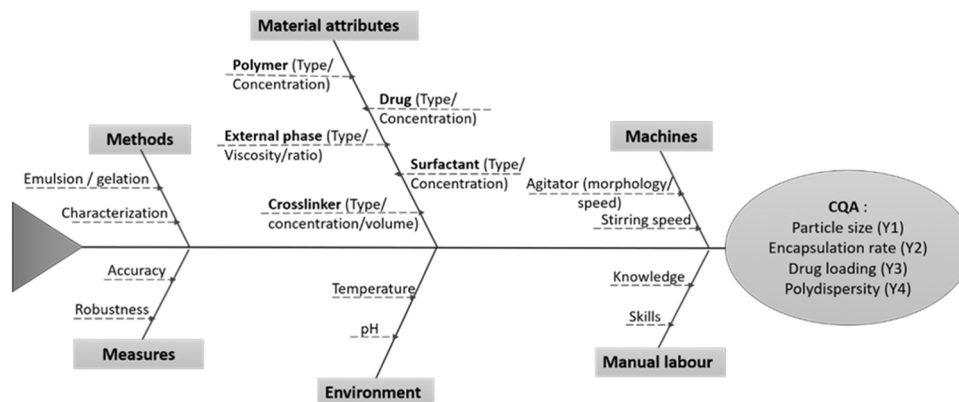 Material attributes
Polymer (Type/
Concentration)
Drug (Type/
Concentration)
External phase (Type/
Viscosity/ratio)
Surfactant (Type/
Concentration)
Crosslinker (Type/
concentration/volume)
Methods
Emulsion / gelation
Characterization
Machines
Agitator (morphology/
speed)
Stirring speed
CQA :
Particle size (Y1)
Encapsulation rate (Y2)
Drug loading (Y3)
Polydispersity (Y4)
Accuracy
Robustness
Measures
Temperature
pH
Environment
Knowledge
Skills
Manual labour